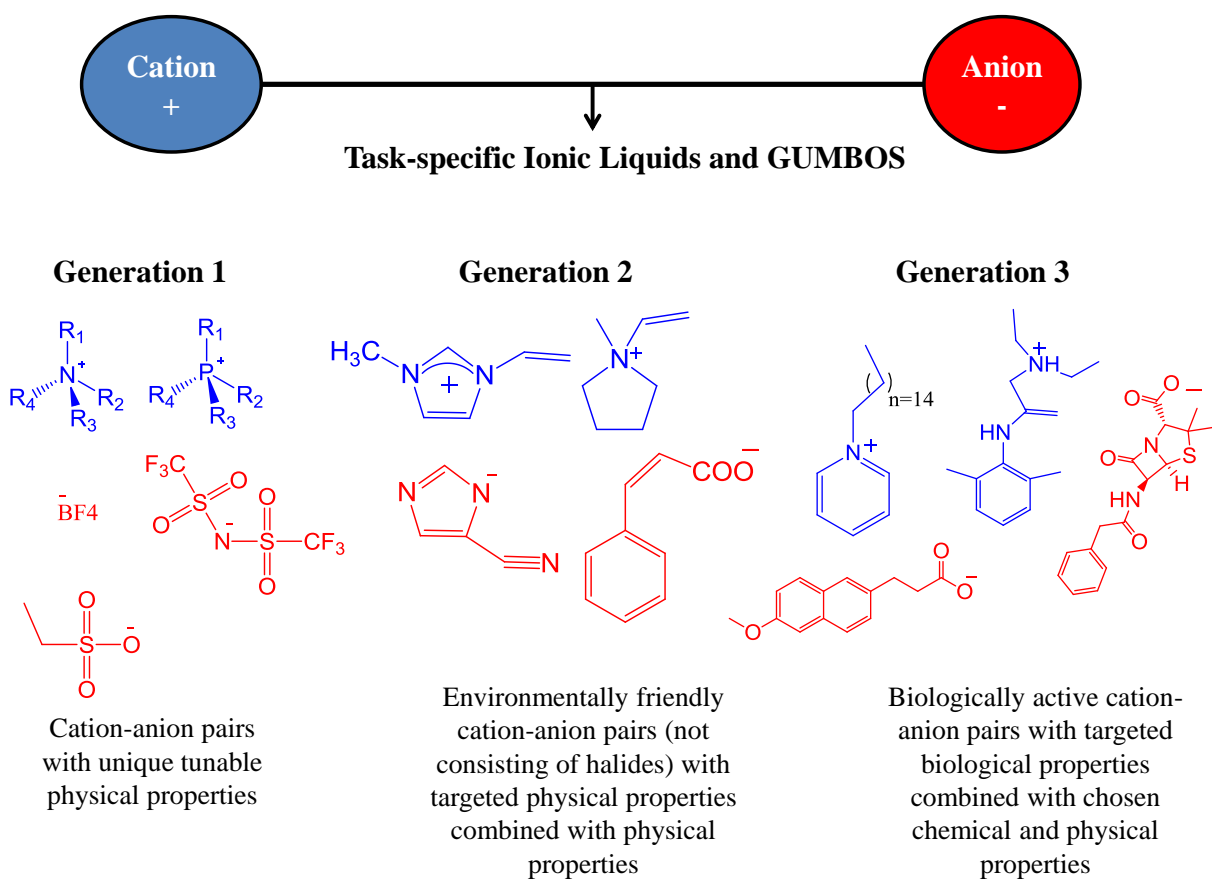 Cation
+
Anion
-
Task-specific Ionic Liquids and GUMBOS
Generation 1
Generation 2
Generation 3
R1
N+
R4
R2
R3
R1
P+
R4
R2
R3
F3C
O
S
O
O
N-
S
CF3
O
-
BF4
O
S
O-
O
H3C
N
N
+
N+
N
N-
N
COO-
n=14
N+
+
NH
HN
O
O-
N
O
S
H
HN
O
O
O-
O
Cation-anion pairs
with unique tunable
physical properties
Environmentally friendly
cation-anion pairs (not
consisting of halides) with
targeted physical properties
combined with physical
properties
Biologically active cation-
anion pairs with targeted
biological properties
combined with chosen
chemical and physical
properties